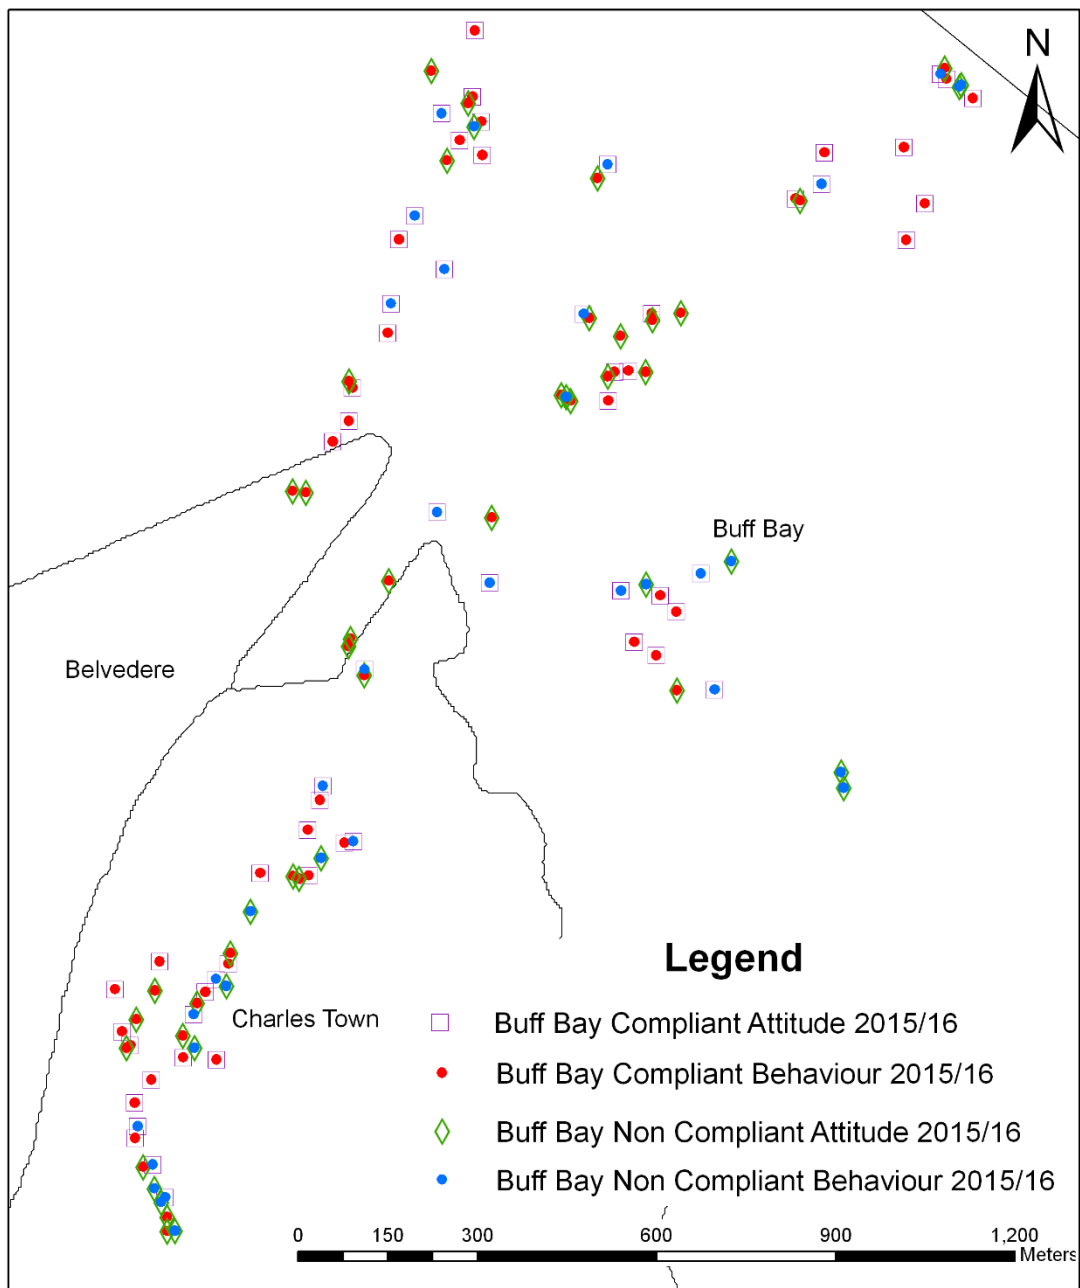 N
Buff Bay
Belvedere
Charles Town
Legend
Buff Bay Compliant Attitude 2015/16
Buff Bay Compliant Behaviour 2015/16
Buff Bay Non Compliant Attitude 2015/16
Buff Bay Non Compliant Behaviour 2015/16
0 150 300 600 900 1,200
Meters